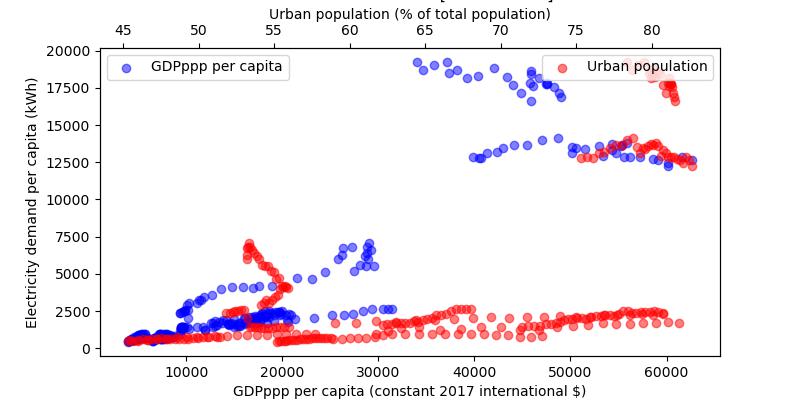 Urban population (% of total population)
45 50 55 60 65 70 75 80
GDPppp per capita
Urban population
20000
17500
15000
12500
10000
7500
5000
2500
0
Electricity demand per capita (kWh)
10000 20000 30000 40000 50000 60000
GDPppp per capita (constant 2017 international $)